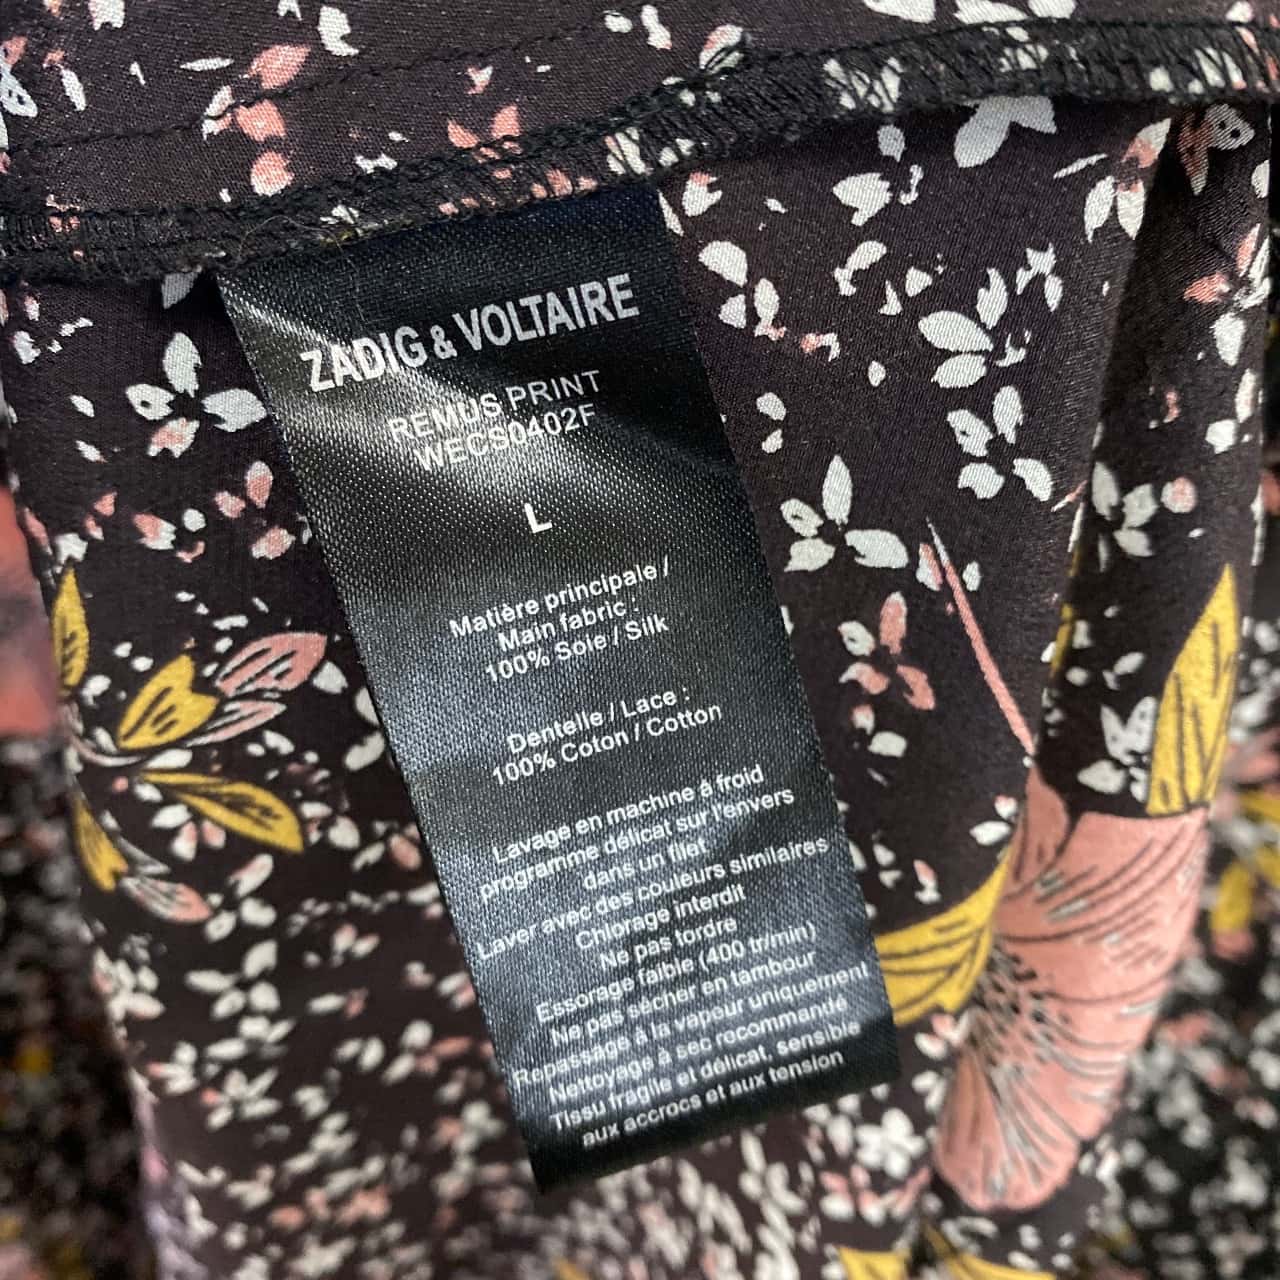 ZADIG & VOLTAIRE
REMUS PRINT
WECS0402F
L
Matière principale /
Main fabric :
100% Soie / Silk
Dentelle / Lace :
100% Coton / Cotton
Lavage en machine à froid
programme délicat sur l'envers
dans un filet
Laver avec des couleurs similaires
Chlorage interdit
Ne pas tordre
Essorage faible (400 tr/min)
Ne pas sécher en tambour
Repassage à la vapeur uniquement
Nettoyage à sec recommandé
Tissu fragile et délicat, sensible
aux accrocs et aux tension